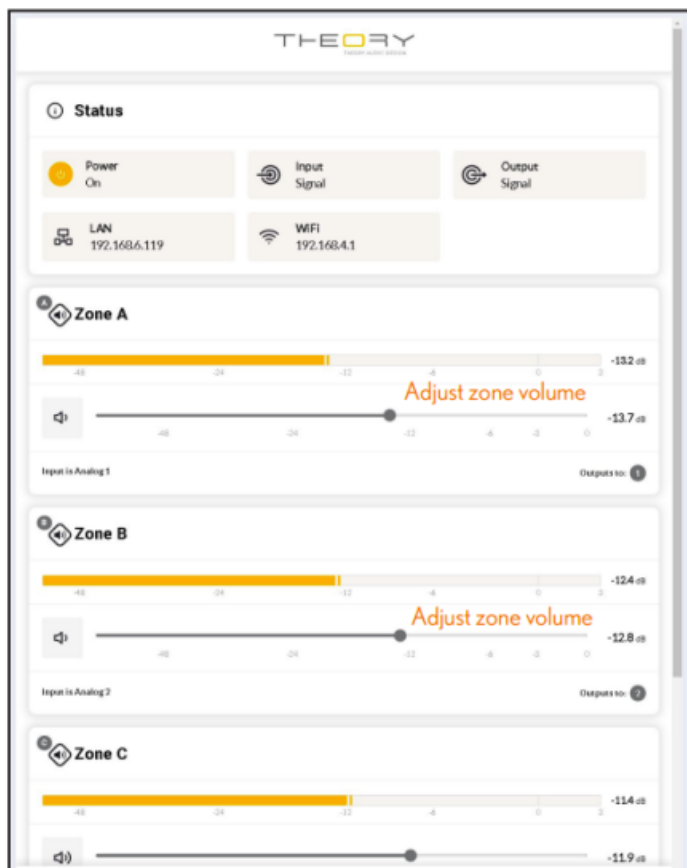 THEORY
THEORY AUDIO DESIGN
Status
Power
On
Input
Signal
Output
Signal
LAN
192.168.6.119
WiFi
192.168.4.1
A
Zone A
-13.2 dB
-48 -24 -12 -6 0 3
Adjust zone volume
-13.7 dB
-48 -24 -12 -6 -3 0
Input is Analog 1
Outputs to: 1
B
Zone B
-12.4 dB
-48 -24 -12 -6 0 3
Adjust zone volume
-12.8 dB
-48 -24 -12 -6 -3 0
Input is Analog 2
Outputs to: 2
C
Zone C
-11.4 dB
-48 -24 -12 -6 0 3
-11.9 dB